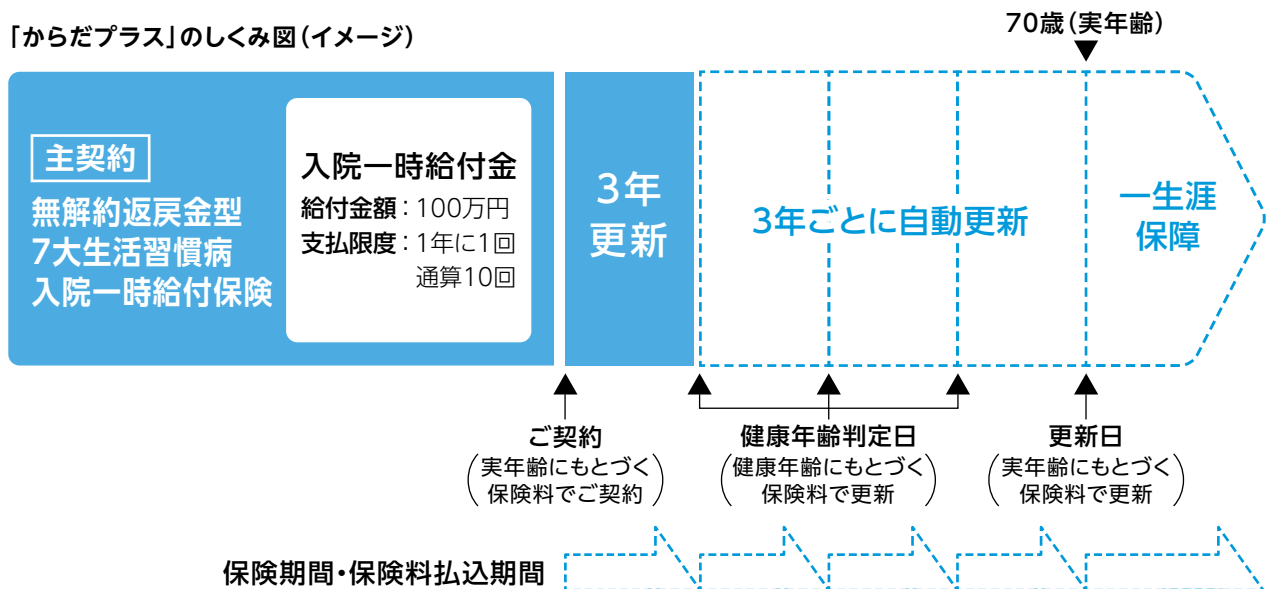 「からだプラス」のしくみ図（イメージ）
70歳（実年齢）
主契約
無解約返戻金型
7大生活習慣病
入院一時給付保険
入院一時給付金
給付金額：100万円
支払限度：1年に1回
通算10回
3年
更新
3年ごとに自動更新
一生涯
保障
ご契約
（実年齢にもとづく
保険料でご契約）
健康年齢判定日
（健康年齢にもとづく
保険料で更新）
更新日
（実年齢にもとづく
保険料で更新）
保険期間・保険料払込期間